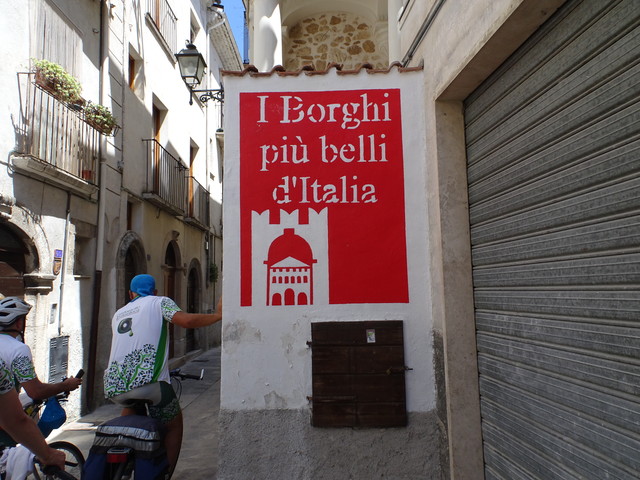 I Borghi
più belli
d'Italia